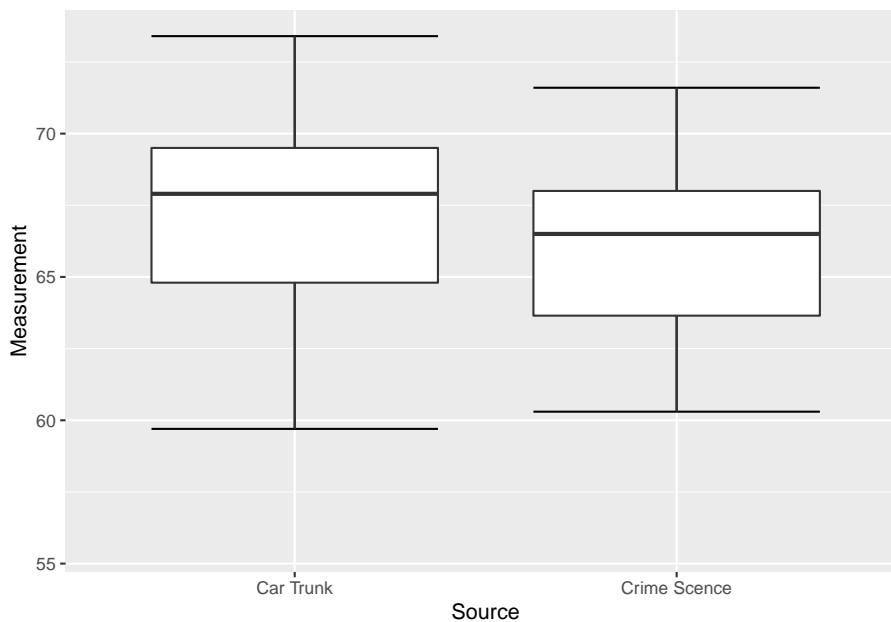 Measurement
70
65
60
55
Car Trunk
Crime Scence
Source